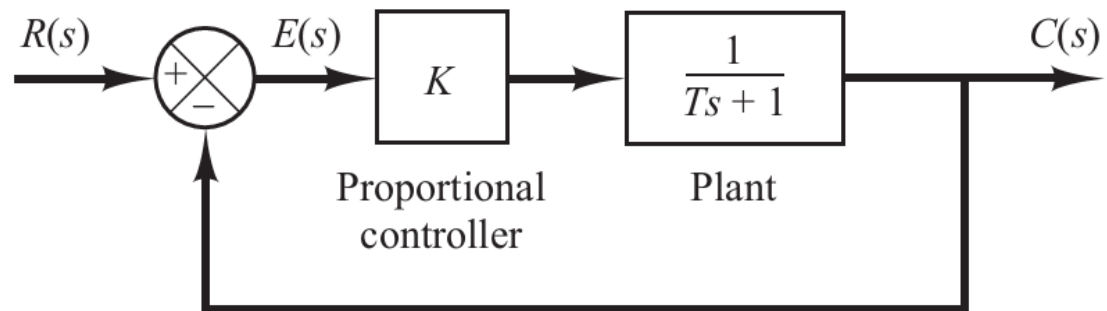 R(s)
E(s)
C(s)
+
−
K
1
Ts + 1
Proportional
controller
Plant